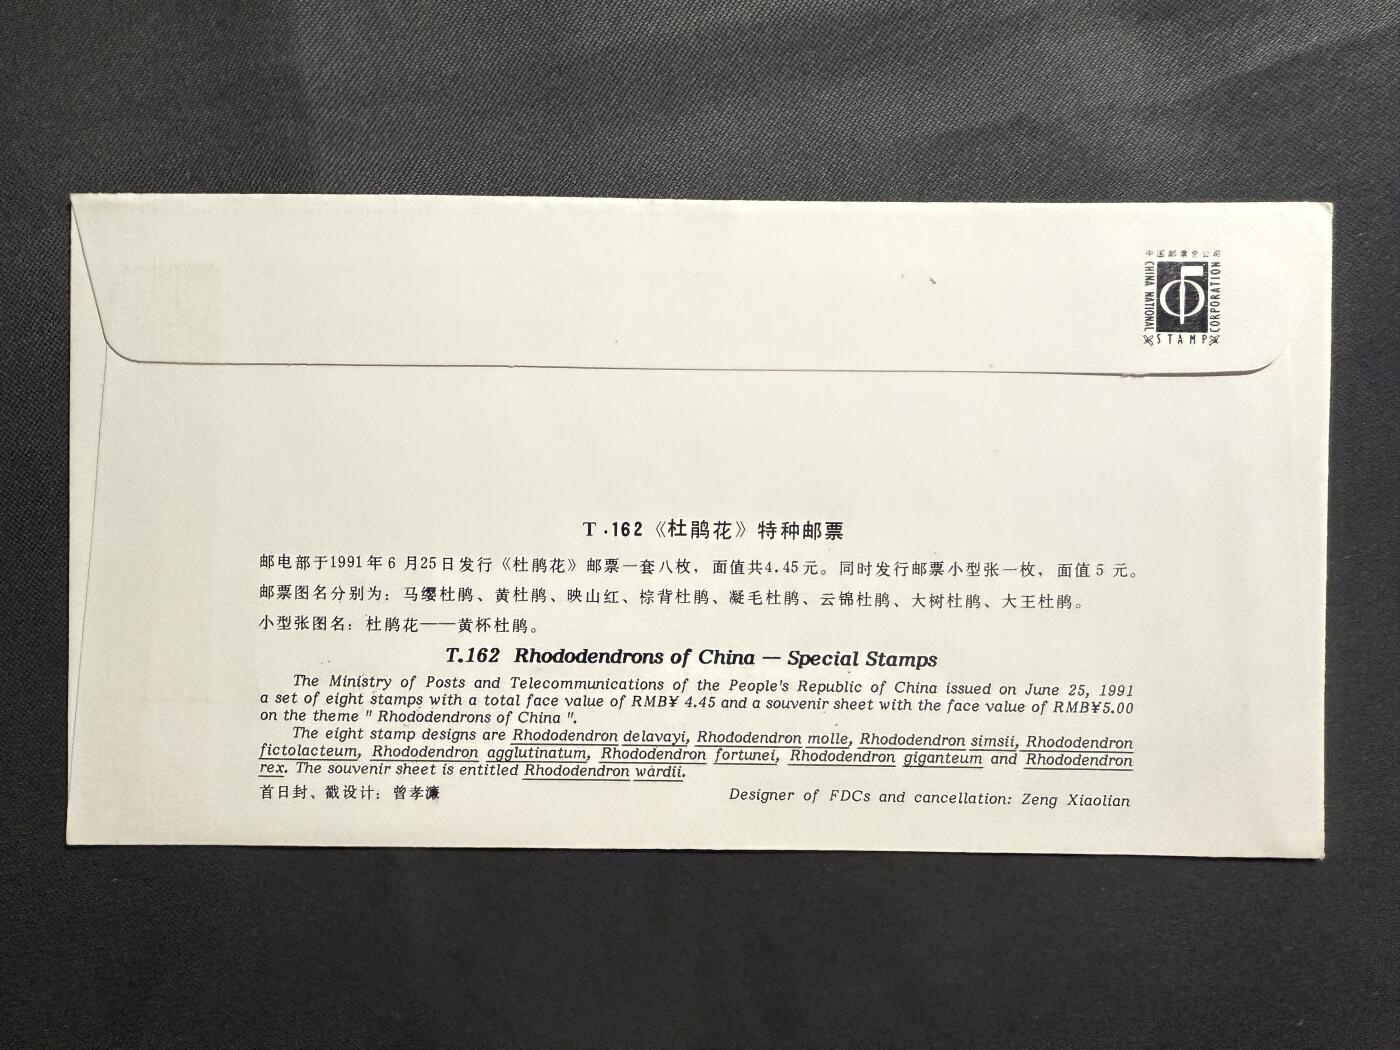 中国邮票总公司
CHINA NATIONAL
STAMP
CORPORATION
T·162《杜鹃花》特种邮票
邮电部于1991年6月25日发行《杜鹃花》邮票一套八枚，面值共4.45元。同时发行邮票小型张一枚，面值5元。
邮票图名分别为：马缨杜鹃、黄杜鹃、映山红、棕背杜鹃、凝毛杜鹃、云锦杜鹃、大树杜鹃、大王杜鹃。
小型张图名：杜鹃花——黄杯杜鹃。
T.162 Rhododendrons of China — Special Stamps
The Ministry of Posts and Telecommunications of the People's Republic of China issued on June 25, 1991
a set of eight stamps with a total face value of RMB¥ 4.45 and a souvenir sheet with the face value of RMB¥5.00
on the theme " Rhododendrons of China ".
The eight stamp designs are Rhododendron delavayi, Rhododendron molle, Rhododendron simsii, Rhododendron
fictolacteum, Rhododendron agglutinatum, Rhododendron fortunei, Rhododendron giganteum and Rhododendron
rex. The souvenir sheet is entitled Rhododendron wardii.
首日封、戳设计：曾孝濂
Designer of FDCs and cancellation: Zeng Xiaolian